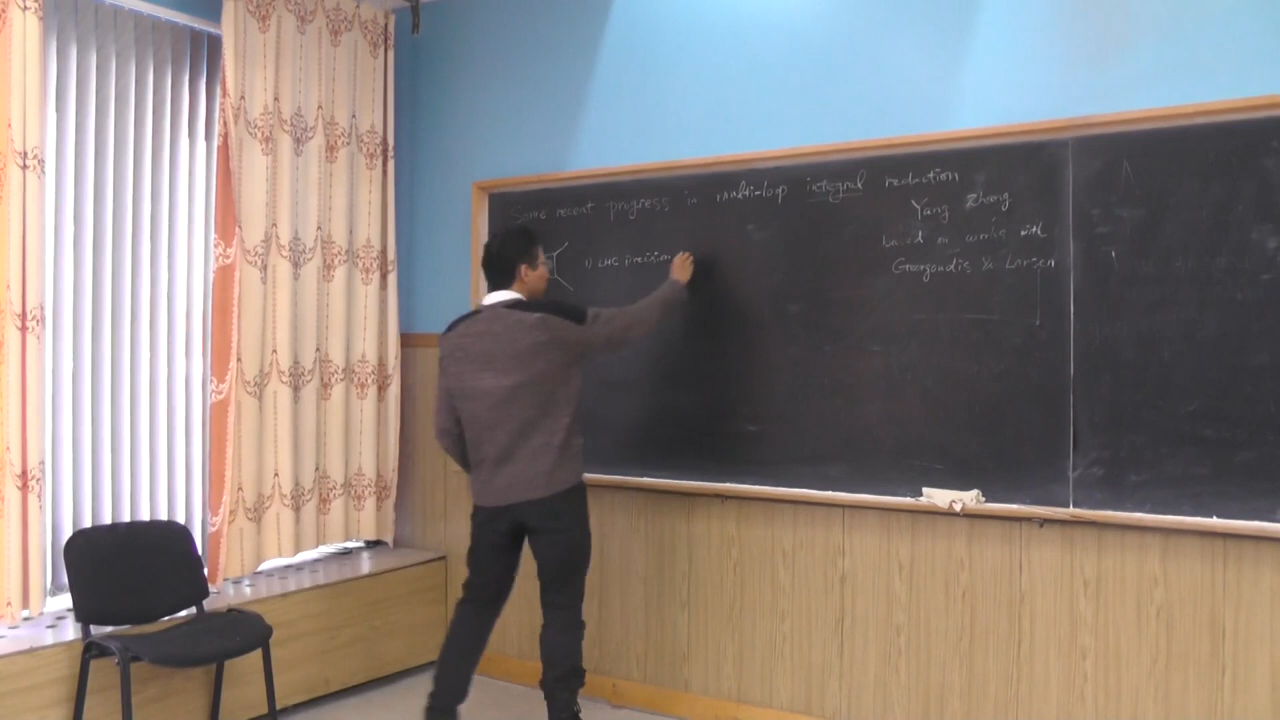 Some recent progress in multi-loop integral reduction
Yang Zhang
based on works with
Georgoudis & Larsen
1) LHC precision